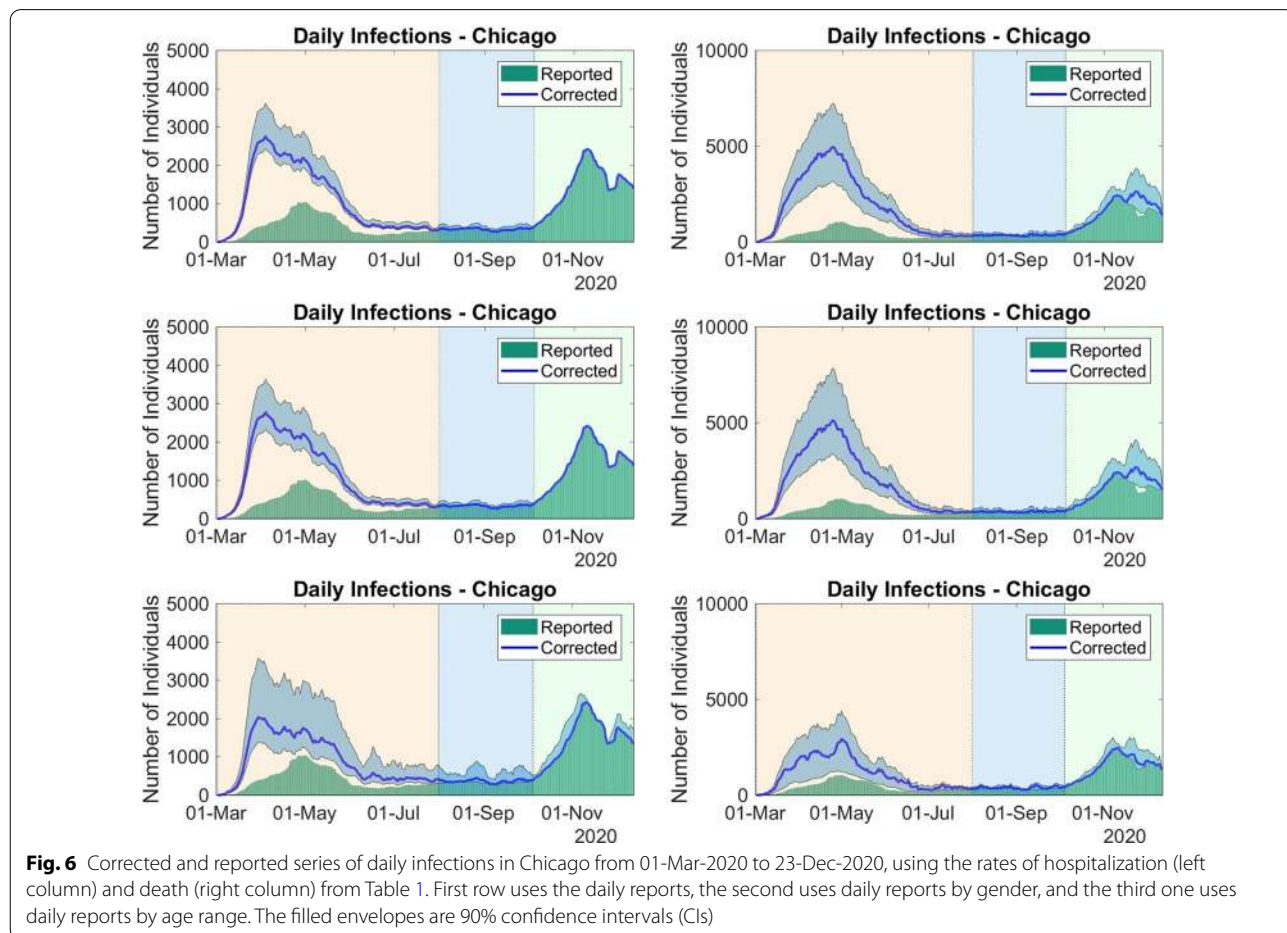 Daily Infections - Chicago
Number of Individuals
5000
4000
3000
2000
1000
0
Reported
Corrected
01-Mar 01-May 01-Jul 01-Sep 01-Nov
2020
Daily Infections - Chicago
Number of Individuals
10000
5000
0
Reported
Corrected
01-Mar 01-May 01-Jul 01-Sep 01-Nov
2020
Daily Infections - Chicago
Number of Individuals
5000
4000
3000
2000
1000
0
Reported
Corrected
01-Mar 01-May 01-Jul 01-Sep 01-Nov
2020
Daily Infections - Chicago
Number of Individuals
10000
5000
0
Reported
Corrected
01-Mar 01-May 01-Jul 01-Sep 01-Nov
2020
Daily Infections - Chicago
Number of Individuals
5000
4000
3000
2000
1000
0
Reported
Corrected
01-Mar 01-May 01-Jul 01-Sep 01-Nov
2020
Daily Infections - Chicago
Number of Individuals
10000
5000
0
Reported
Corrected
01-Mar 01-May 01-Jul 01-Sep 01-Nov
2020
Fig. 6 Corrected and reported series of daily infections in Chicago from 01-Mar-2020 to 23-Dec-2020, using the rates of hospitalization (left
column) and death (right column) from Table 1. First row uses the daily reports, the second uses daily reports by gender, and the third one uses
daily reports by age range. The filled envelopes are 90% confidence intervals (CIs)